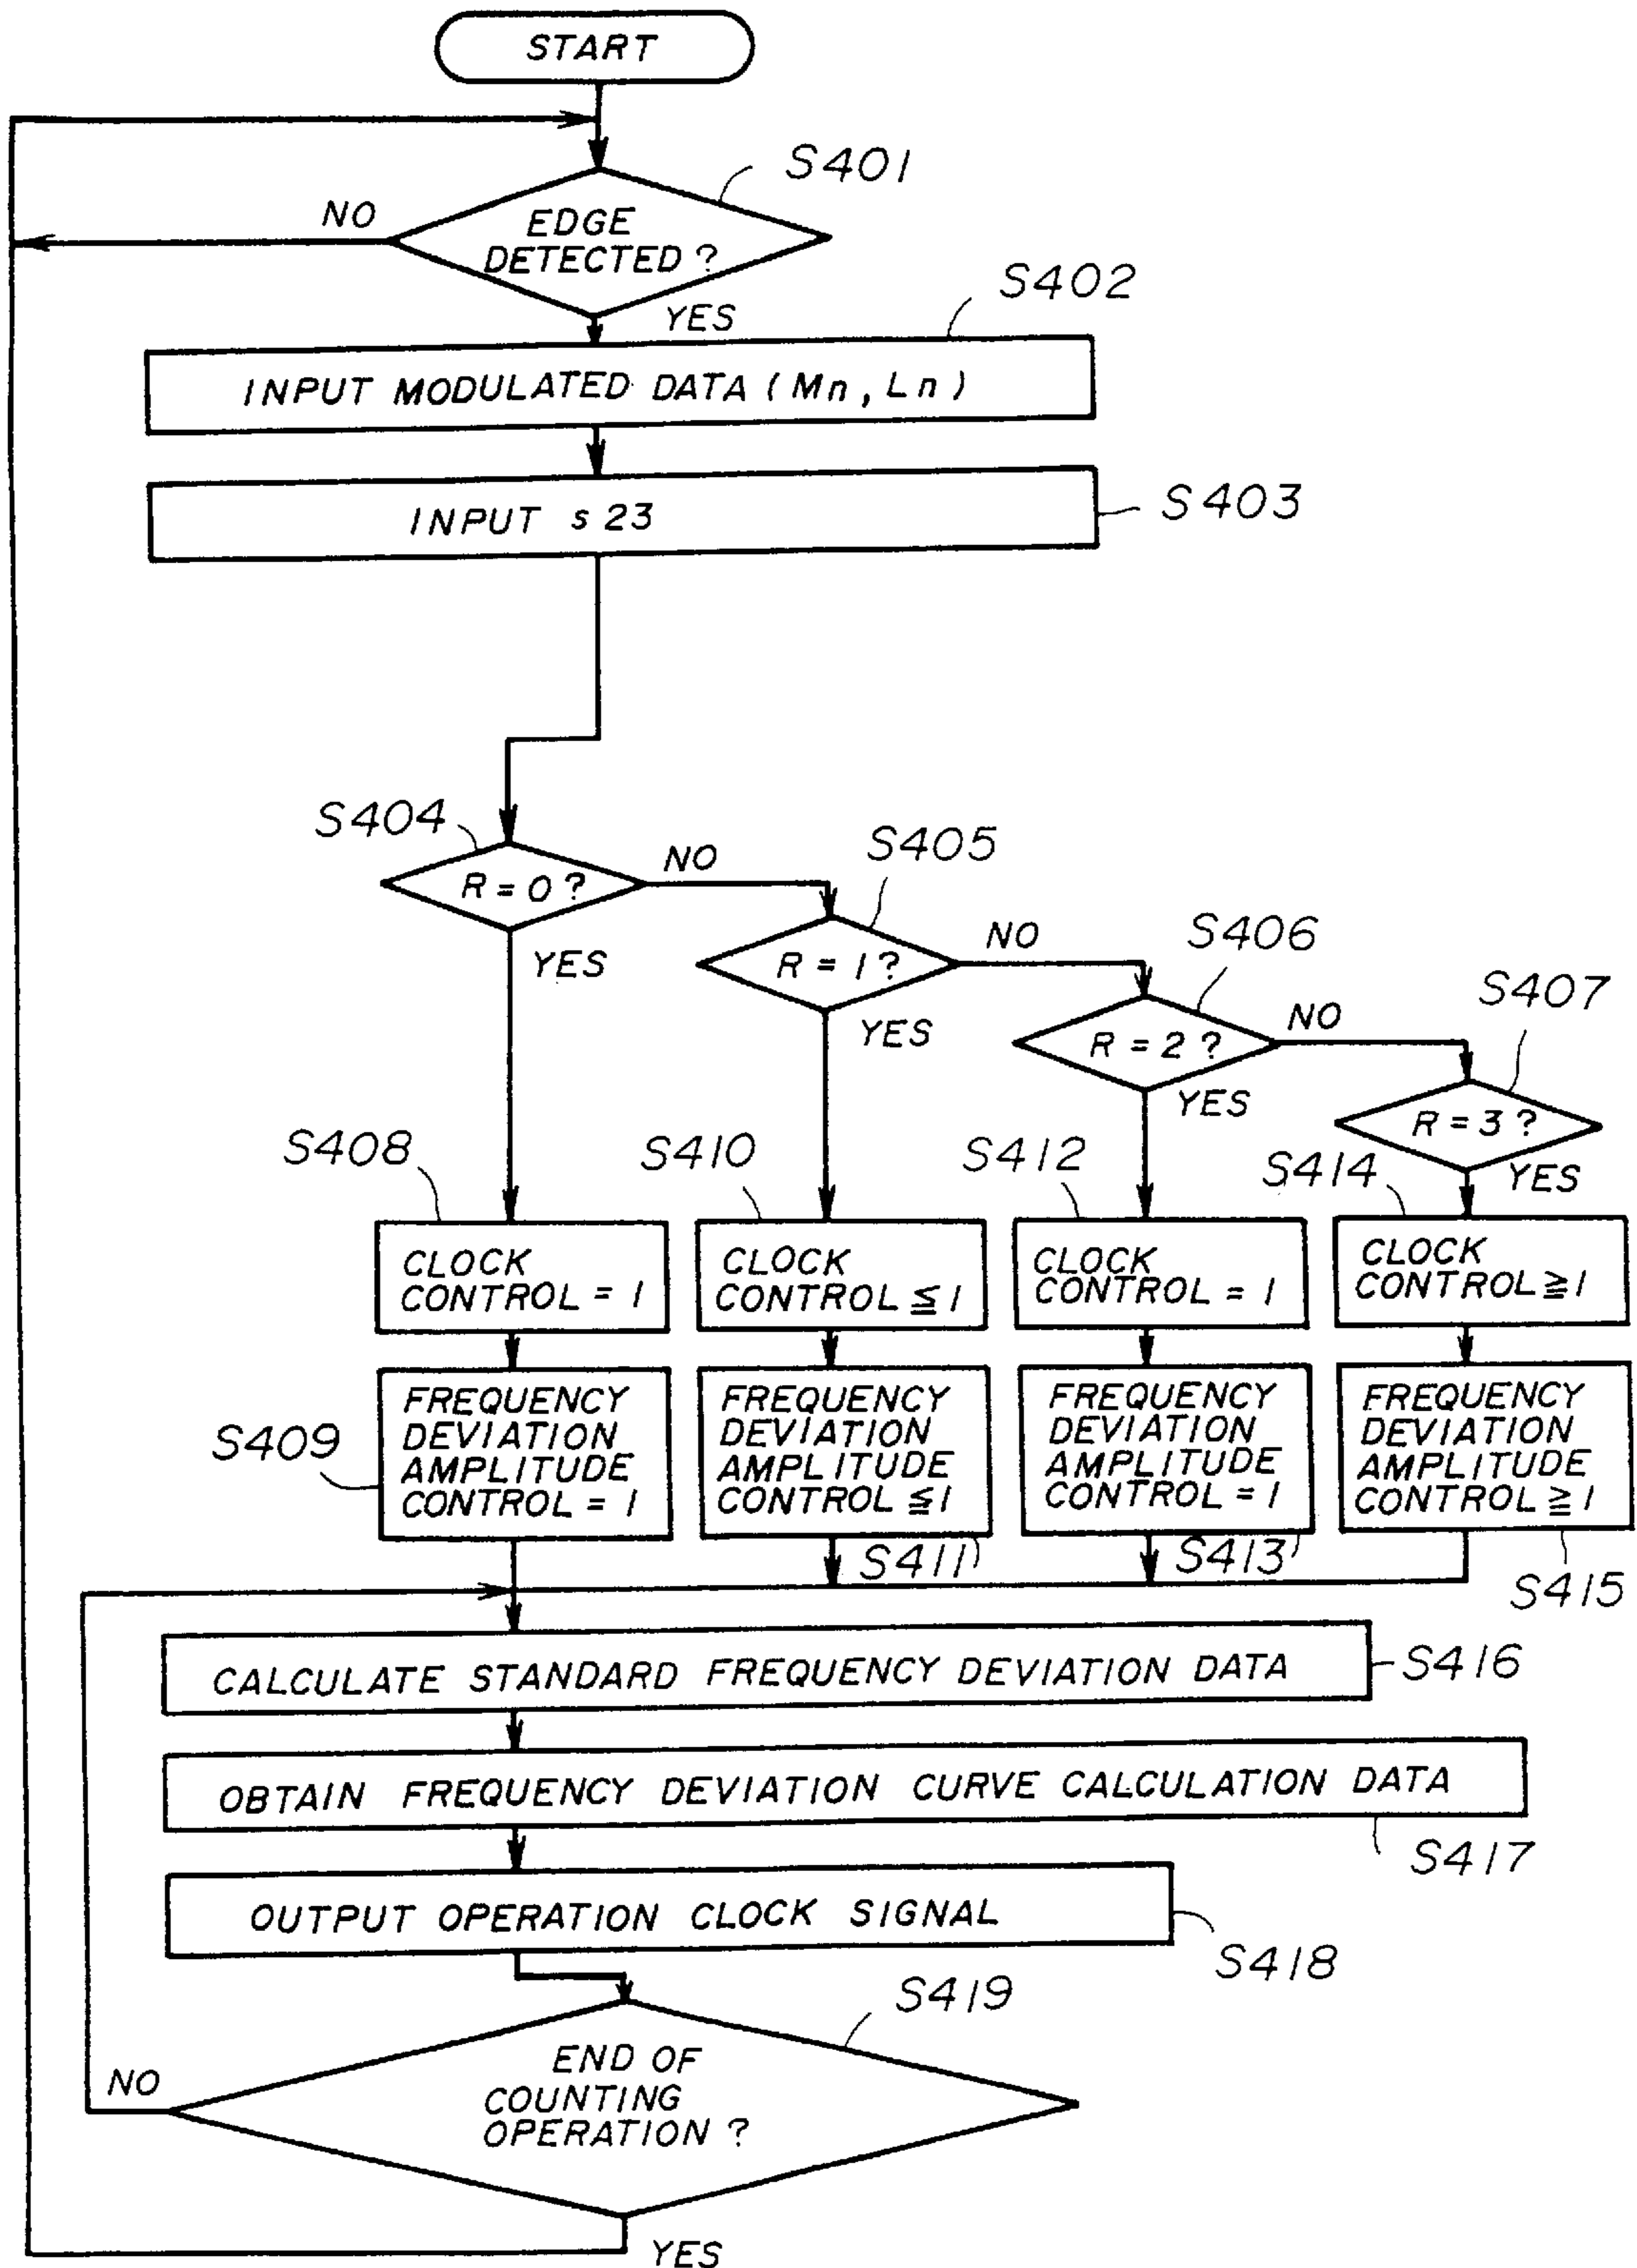 START
S401
NO
EDGE
DETECTED ?
YES
S402
INPUT MODULATED DATA ( Mn , Ln )
INPUT s 23
S403
S404
R = 0 ?
NO
YES
S405
R = 1 ?
NO
YES
S406
R = 2 ?
NO
YES
S407
R = 3 ?
YES
S408
CLOCK
CONTROL = 1
S410
CLOCK
CONTROL ≦ 1
S412
CLOCK
CONTROL = 1
S414
CLOCK
CONTROL ≧ 1
S409
FREQUENCY
DEVIATION
AMPLITUDE
CONTROL = 1
FREQUENCY
DEVIATION
AMPLITUDE
CONTROL ≦ 1
S411
FREQUENCY
DEVIATION
AMPLITUDE
CONTROL = 1
S413
FREQUENCY
DEVIATION
AMPLITUDE
CONTROL ≧ 1
S415
CALCULATE STANDARD FREQUENCY DEVIATION DATA
S416
OBTAIN FREQUENCY DEVIATION CURVE CALCULATION DATA
S417
OUTPUT OPERATION CLOCK SIGNAL
S418
S419
END OF
COUNTING
OPERATION ?
NO
YES